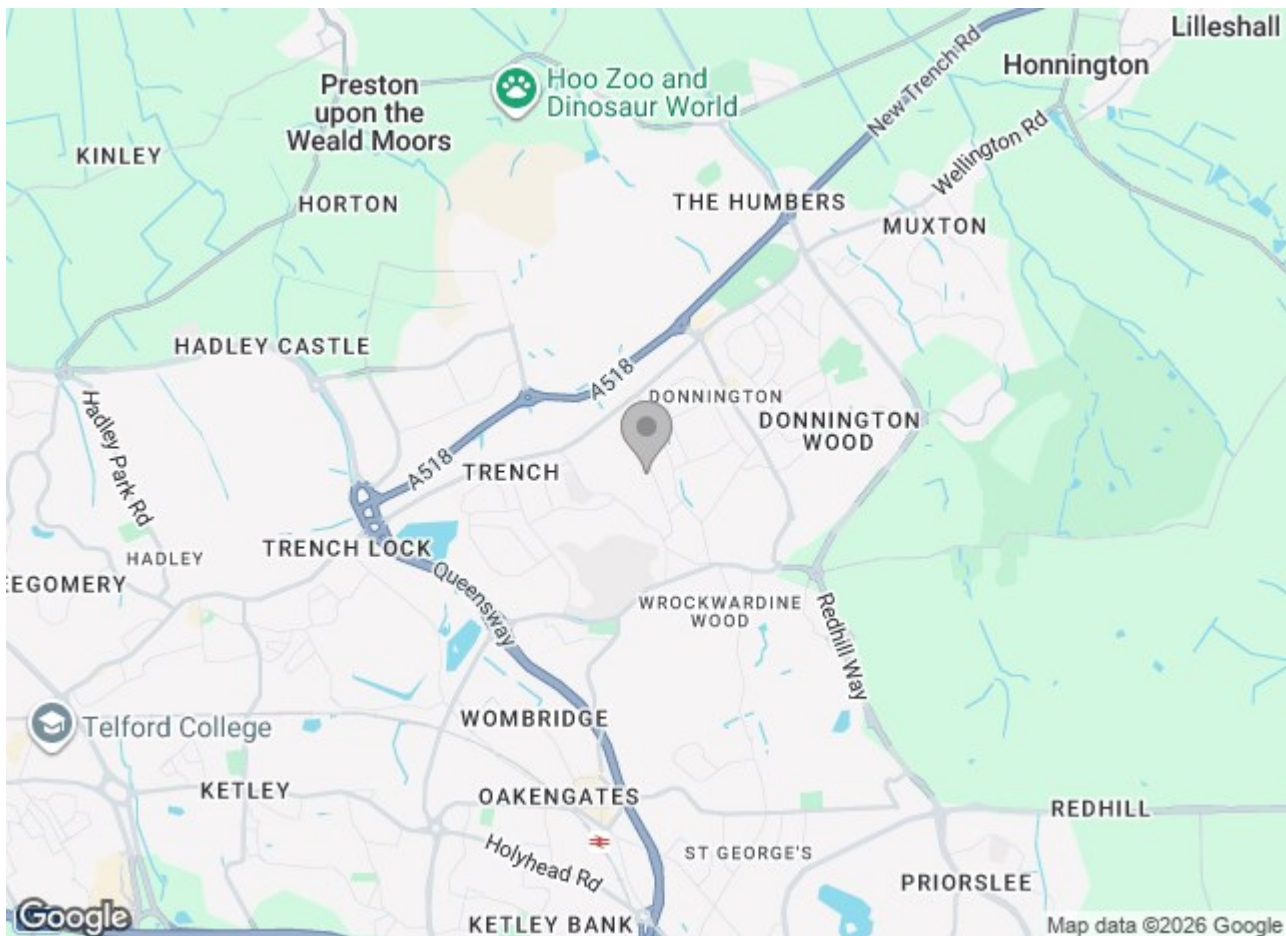 Lilleshall
Honnington
New Trench Rd
Hoo Zoo and
Dinosaur World
Preston
upon the
Weald Moors
KINLEY
HORTON
Wellington Rd
THE HUMBERS
MUXTON
HADLEY CASTLE
A518
DONNINGTON
DONNINGTON
WOOD
Hadley Park Rd
A518
TRENCH
TRENCH LOCK
HADLEY
EEGOMERY
Queensway
WROCKWARDINE
WOOD
Redhill Way
Telford College
WOMBRIDGE
KETLEY
OAKENGATES
REDHILL
Holyhead Rd
ST GEORGE'S
PRIORSLEE
KETLEY BANK
Google
Map data ©2026 Google